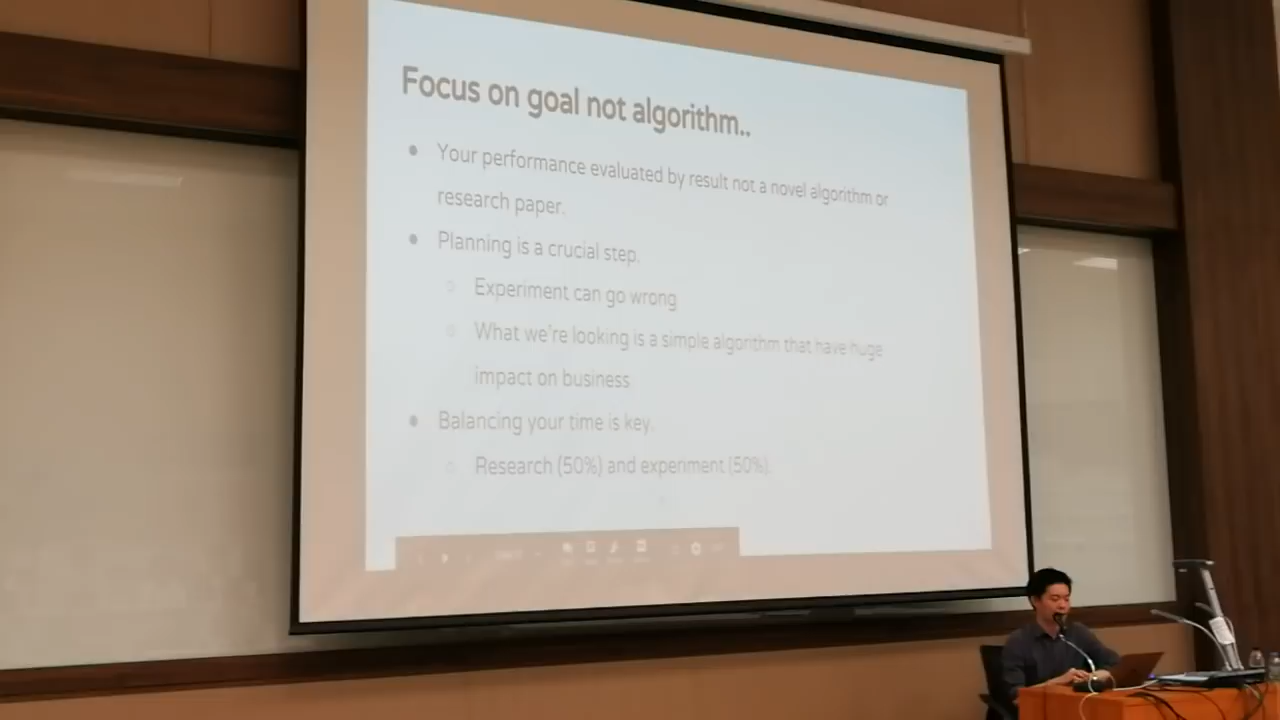 Focus on goal not algorithm..
Your performance evaluated by result not a novel algorithm or
research paper.
Planning is a crucial step.
Experiment can go wrong
What we're looking is a simple algorithm that have huge
impact on business
Balancing your time is key.
Research (50%) and experiment (50%).